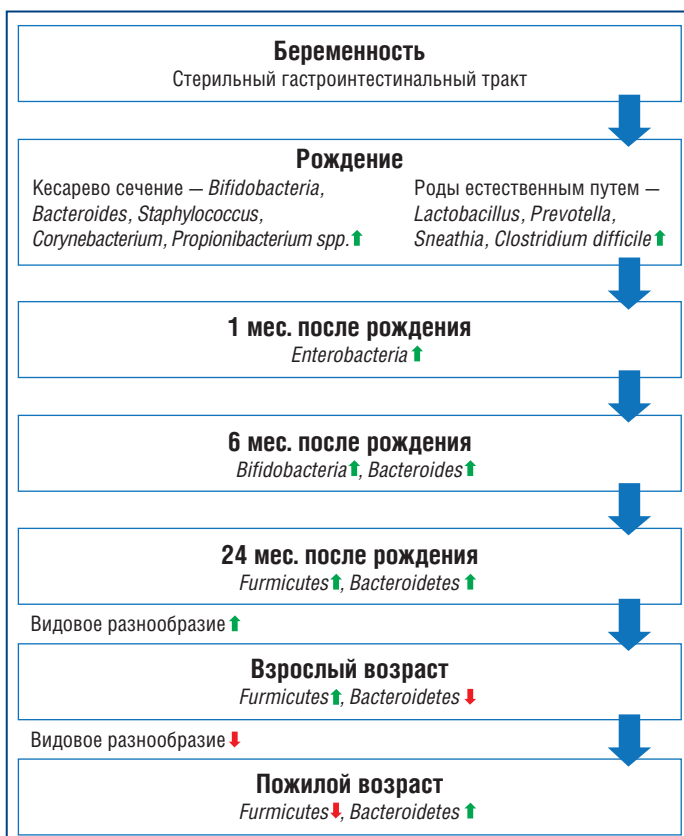 Беременность
Стерильный гастроинтестинальный тракт
Рождение
Кесарево сечение — Bifidobacteria,
Bacteroides, Staphylococcus,
Corynebacterium, Propionibacterium spp.⬆
Роды естественным путем —
Lactobacillus, Prevotella,
Sneathia, Clostridium difficile⬆
1 мес. после рождения
Enterobacteria⬆
6 мес. после рождения
Bifidobacteria⬆, Bacteroides⬆
24 мес. после рождения
Furmicutes⬆, Bacteroidetes⬆
Видовое разнообразие⬆
Взрослый возраст
Furmicutes⬆, Bacteroidetes⬇
Видовое разнообразие⬇
Пожилой возраст
Furmicutes⬇, Bacteroidetes⬆